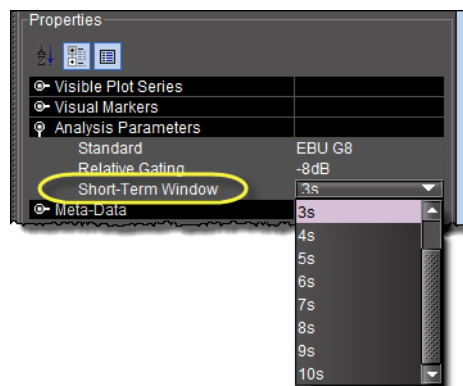 Properties
Visible Plot Series
Visual Markers
Analysis Parameters
Standard EBU G8
Relative Gating -8dB
Short-Term Window 3s
Meta-Data
3s
4s
5s
6s
7s
8s
9s
10s